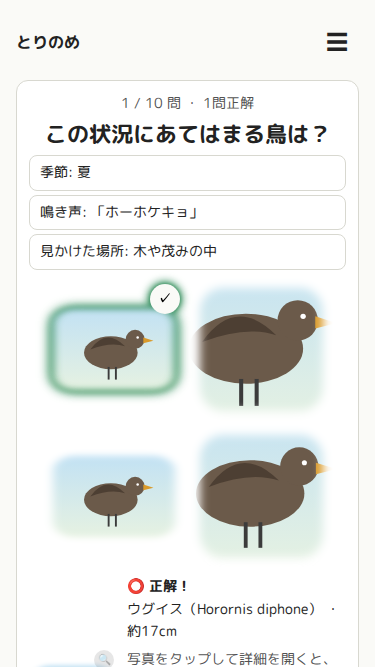 とりのめ
1 / 10 問 · 1問正解
この状況にあてはまる鳥は？
季節: 夏
鳴き声: 「ホーホケキョ」
見かけた場所: 木や茂みの中
⭕ 正解！
ウグイス（Horornis diphone） ·
約17cm
写真をタップして詳細を開くと、